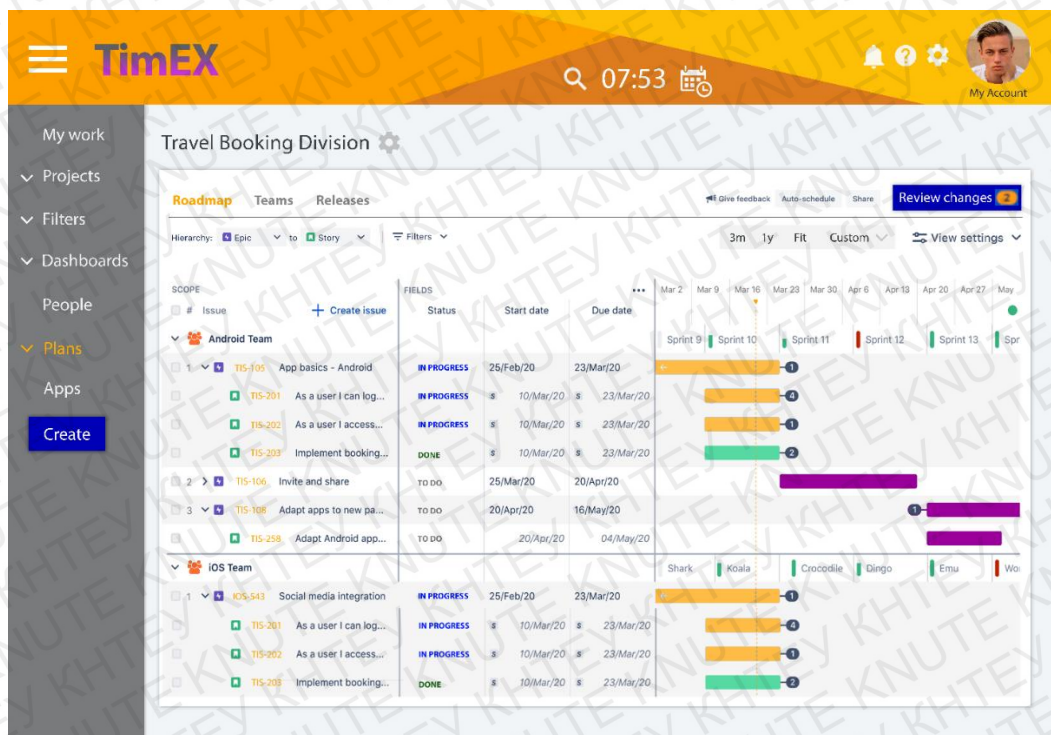 TimEX
07:53
My Account
My work
Projects
Filters
Dashboards
People
Plans
Apps
Create
Travel Booking Division
Roadmap Teams Releases
Give feedback Auto-schedule Share Review changes 2
Hierarchy: Epic to Story Filters 3m 1y Fit Custom View settings
SCOPE FIELDS ••• Mar 2 Mar 9 Mar 16 Mar 23 Mar 30 Apr 6 Apr 13 Apr 20 Apr 27 May
# Issue + Create issue Status Start date Due date
Android Team Sprint 9 Sprint 10 Sprint 11 Sprint 12 Sprint 13 Spr
1 TIS-105 App basics - Android IN PROGRESS 25/Feb/20 23/Mar/20 1
TIS-201 As a user I can log... IN PROGRESS s 10/Mar/20 s 23/Mar/20 4
TIS-202 As a user I access... IN PROGRESS s 10/Mar/20 s 23/Mar/20 1
TIS-203 Implement booking... DONE s 10/Mar/20 s 23/Mar/20 2
2 TIS-106 Invite and share TO DO 25/Mar/20 20/Apr/20
3 TIS-108 Adapt apps to new pa... TO DO 20/Apr/20 16/May/20 1
TIS-258 Adapt Android app... TO DO 20/Apr/20 04/May/20
iOS Team Shark Koala Crocodile Dingo Emu Wo
1 IOS-543 Social media integration IN PROGRESS 25/Feb/20 23/Mar/20 1
TIS-201 As a user I can log... IN PROGRESS s 10/Mar/20 s 23/Mar/20 4
TIS-202 As a user I access... IN PROGRESS s 10/Mar/20 s 23/Mar/20 1
TIS-203 Implement booking... DONE s 10/Mar/20 s 23/Mar/20 2
KNUTE KHTEY